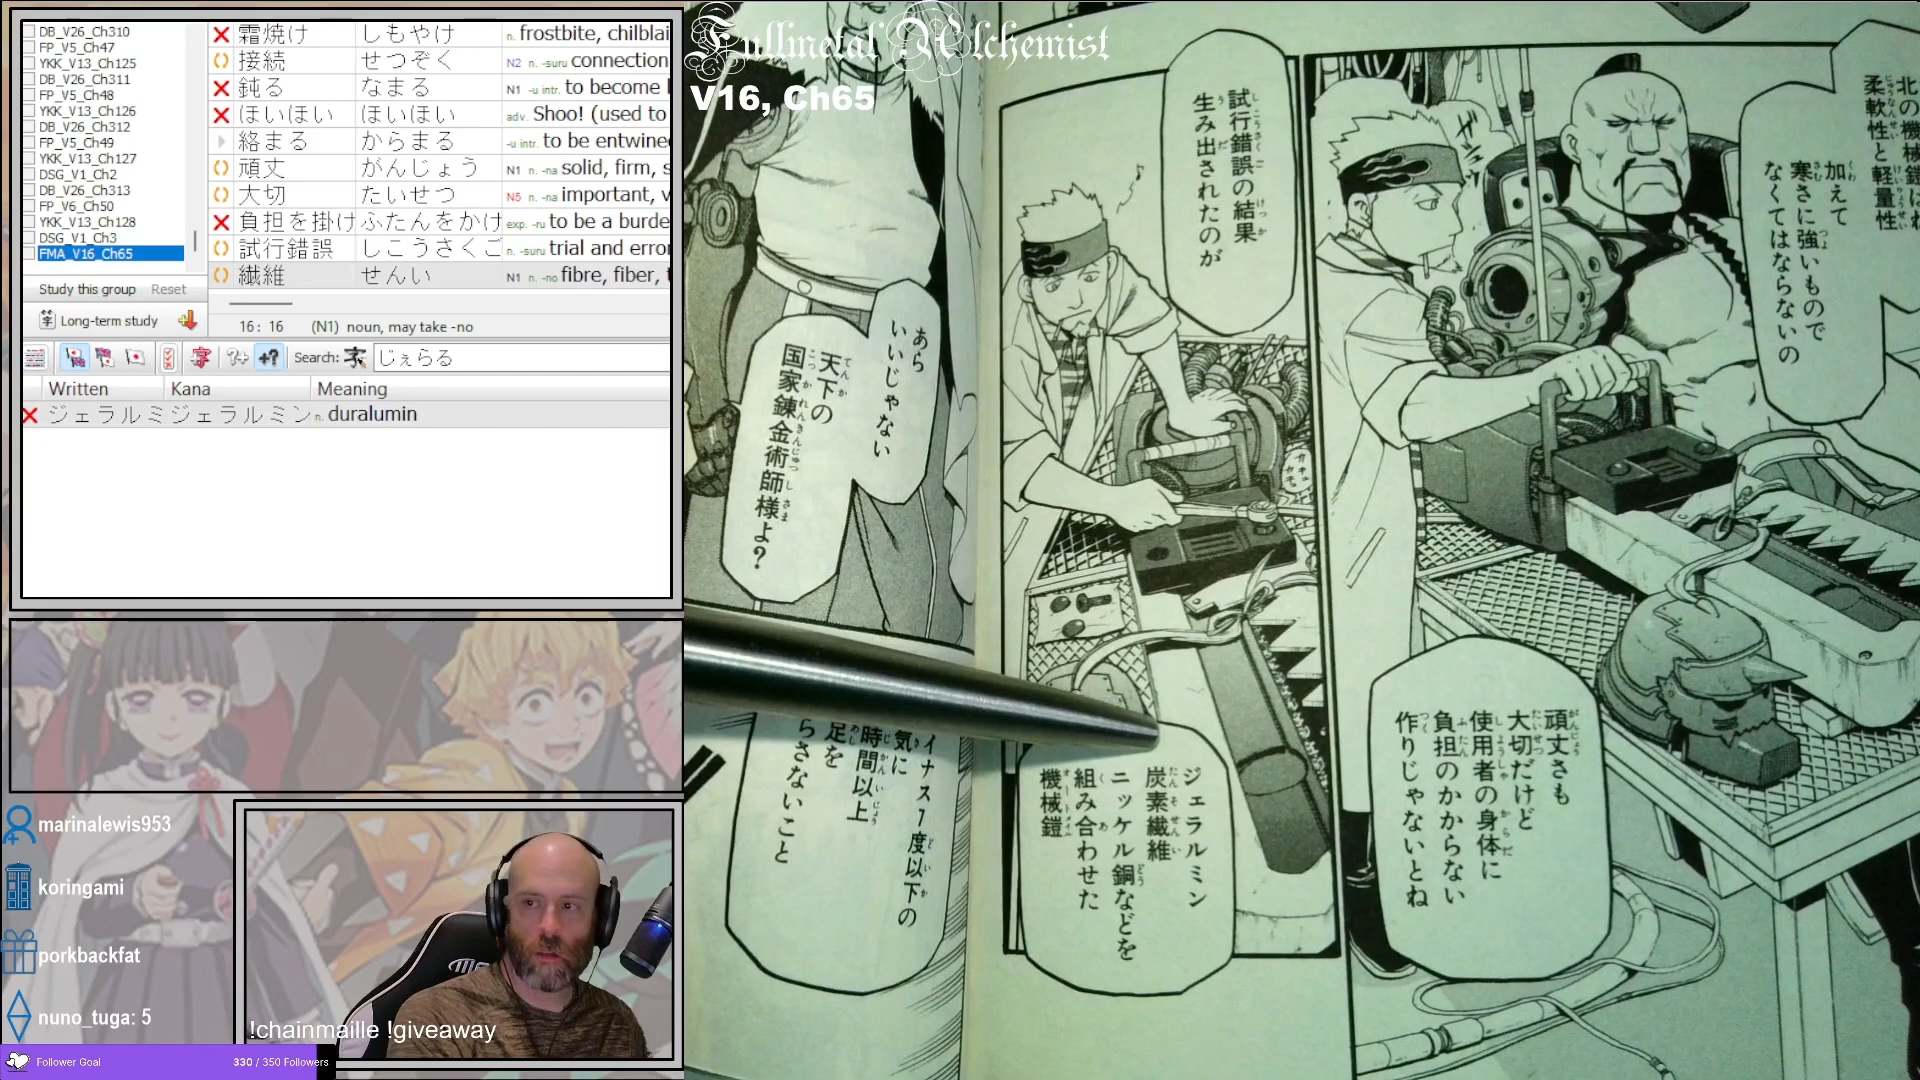 DB_V26_Ch310
FP_V5_Ch47
YKK_V13_Ch125
DB_V26_Ch311
FP_V5_Ch48
YKK_V13_Ch126
DB_V26_Ch312
FP_V5_Ch49
YKK_V13_Ch127
DSG_V1_Ch2
DB_V26_Ch313
FP_V6_Ch50
YKK_V13_Ch128
DSG_V1_Ch3
FMA_V16_Ch65
Study this group Reset
Long-term study
霜焼け しもやけ n. frostbite, chilblai
接続 せつぞく N2 n. -suru connection
鈍る なまる N1 -u intr. to become
ほいほい ほいほい adv. Shoo! (used to
絡まる からまる -u intr. to be entwine
頑丈 がんじょう N1 -na solid, firm, s
大切 たいせつ N5 n. -na important, v
負担を掛け ふたんをかけ exp. -ru to be a burde
試行錯誤 しこうさくご n. -suru trial and erro
繊維 せんい N1 n. -no fibre, fiber,
16: 16 (N1) noun, may take -no
Search: じぇらる
Written Kana Meaning
ジェラルミ ジェラルミン n. duralumin
Fullmetal Alchemist
V16, Ch65
北の機械鎧にね
柔軟性と軽量性
加えて
寒さに強いもので
なくてはならないの
頑丈さも
大切だけど
使用者の身体に
負担のかからない
作りじゃないとね
試行錯誤の結果
生み出されたのが
ジェラルミン
炭素繊維
ニッケル銅などを
組み合わせた
機械鎧
あら
いいじゃない
天下の
国家錬金術師様よ?
イナス7度以下の
気に
時間以上
足を
らさないこと
marinalewis953
koringami
porkbackfat
nuno_tuga: 5
!chainmaille !giveaway
Follower Goal 330 / 350 Followers